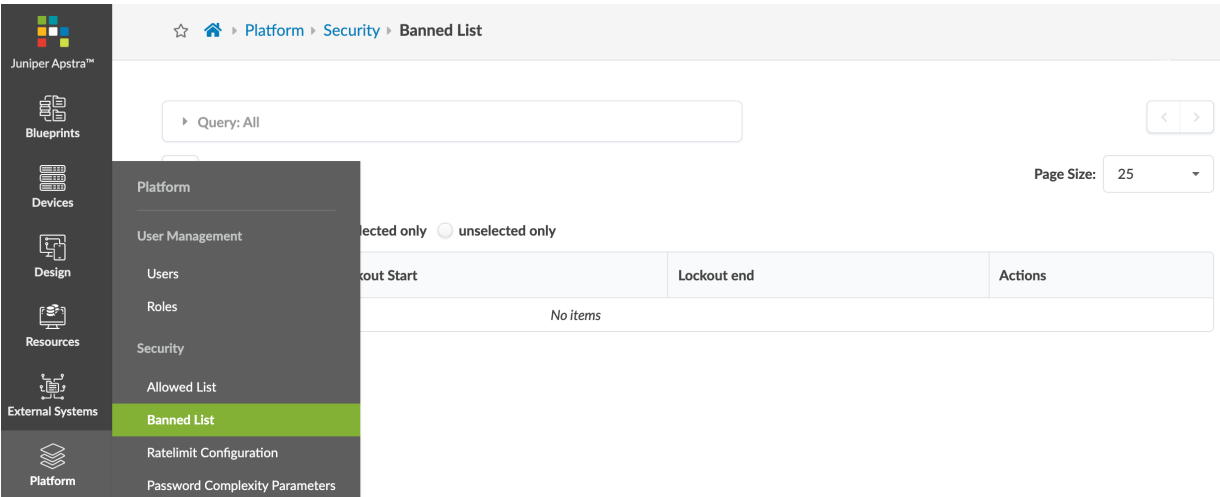 Juniper Apstra™
Blueprints
Devices
Design
Resources
External Systems
Platform
Platform
User Management
Users
Roles
Security
Allowed List
Banned List
Ratelimit Configuration
Password Complexity Parameters
Platform Security Banned List
Query: All
Page Size: 25
lected only unselected only
kout Start Lockout end Actions
No items